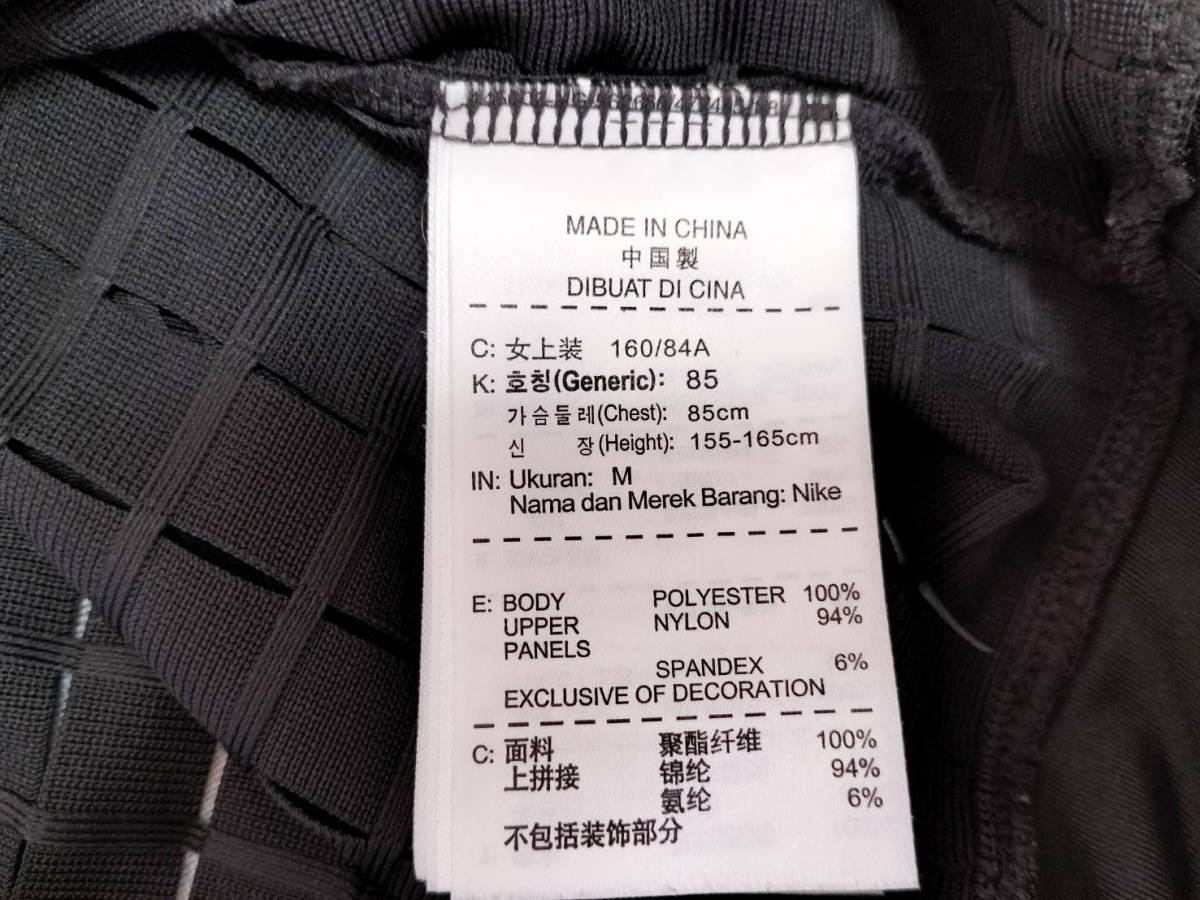 MADE IN CHINA
中国製
DIBUAT DI CINA
C: 女上装 160/84A
K: 호칭(Generic): 85
가슴둘레(Chest): 85cm
신 장(Height): 155-165cm
IN: Ukuran: M
Nama dan Merek Barang: Nike
E: BODY POLYESTER 100%
UPPER NYLON 94%
PANELS
SPANDEX 6%
EXCLUSIVE OF DECORATION
C: 面料 聚酯纤维 100%
上拼接 锦纶 94%
氨纶 6%
不包括装饰部分